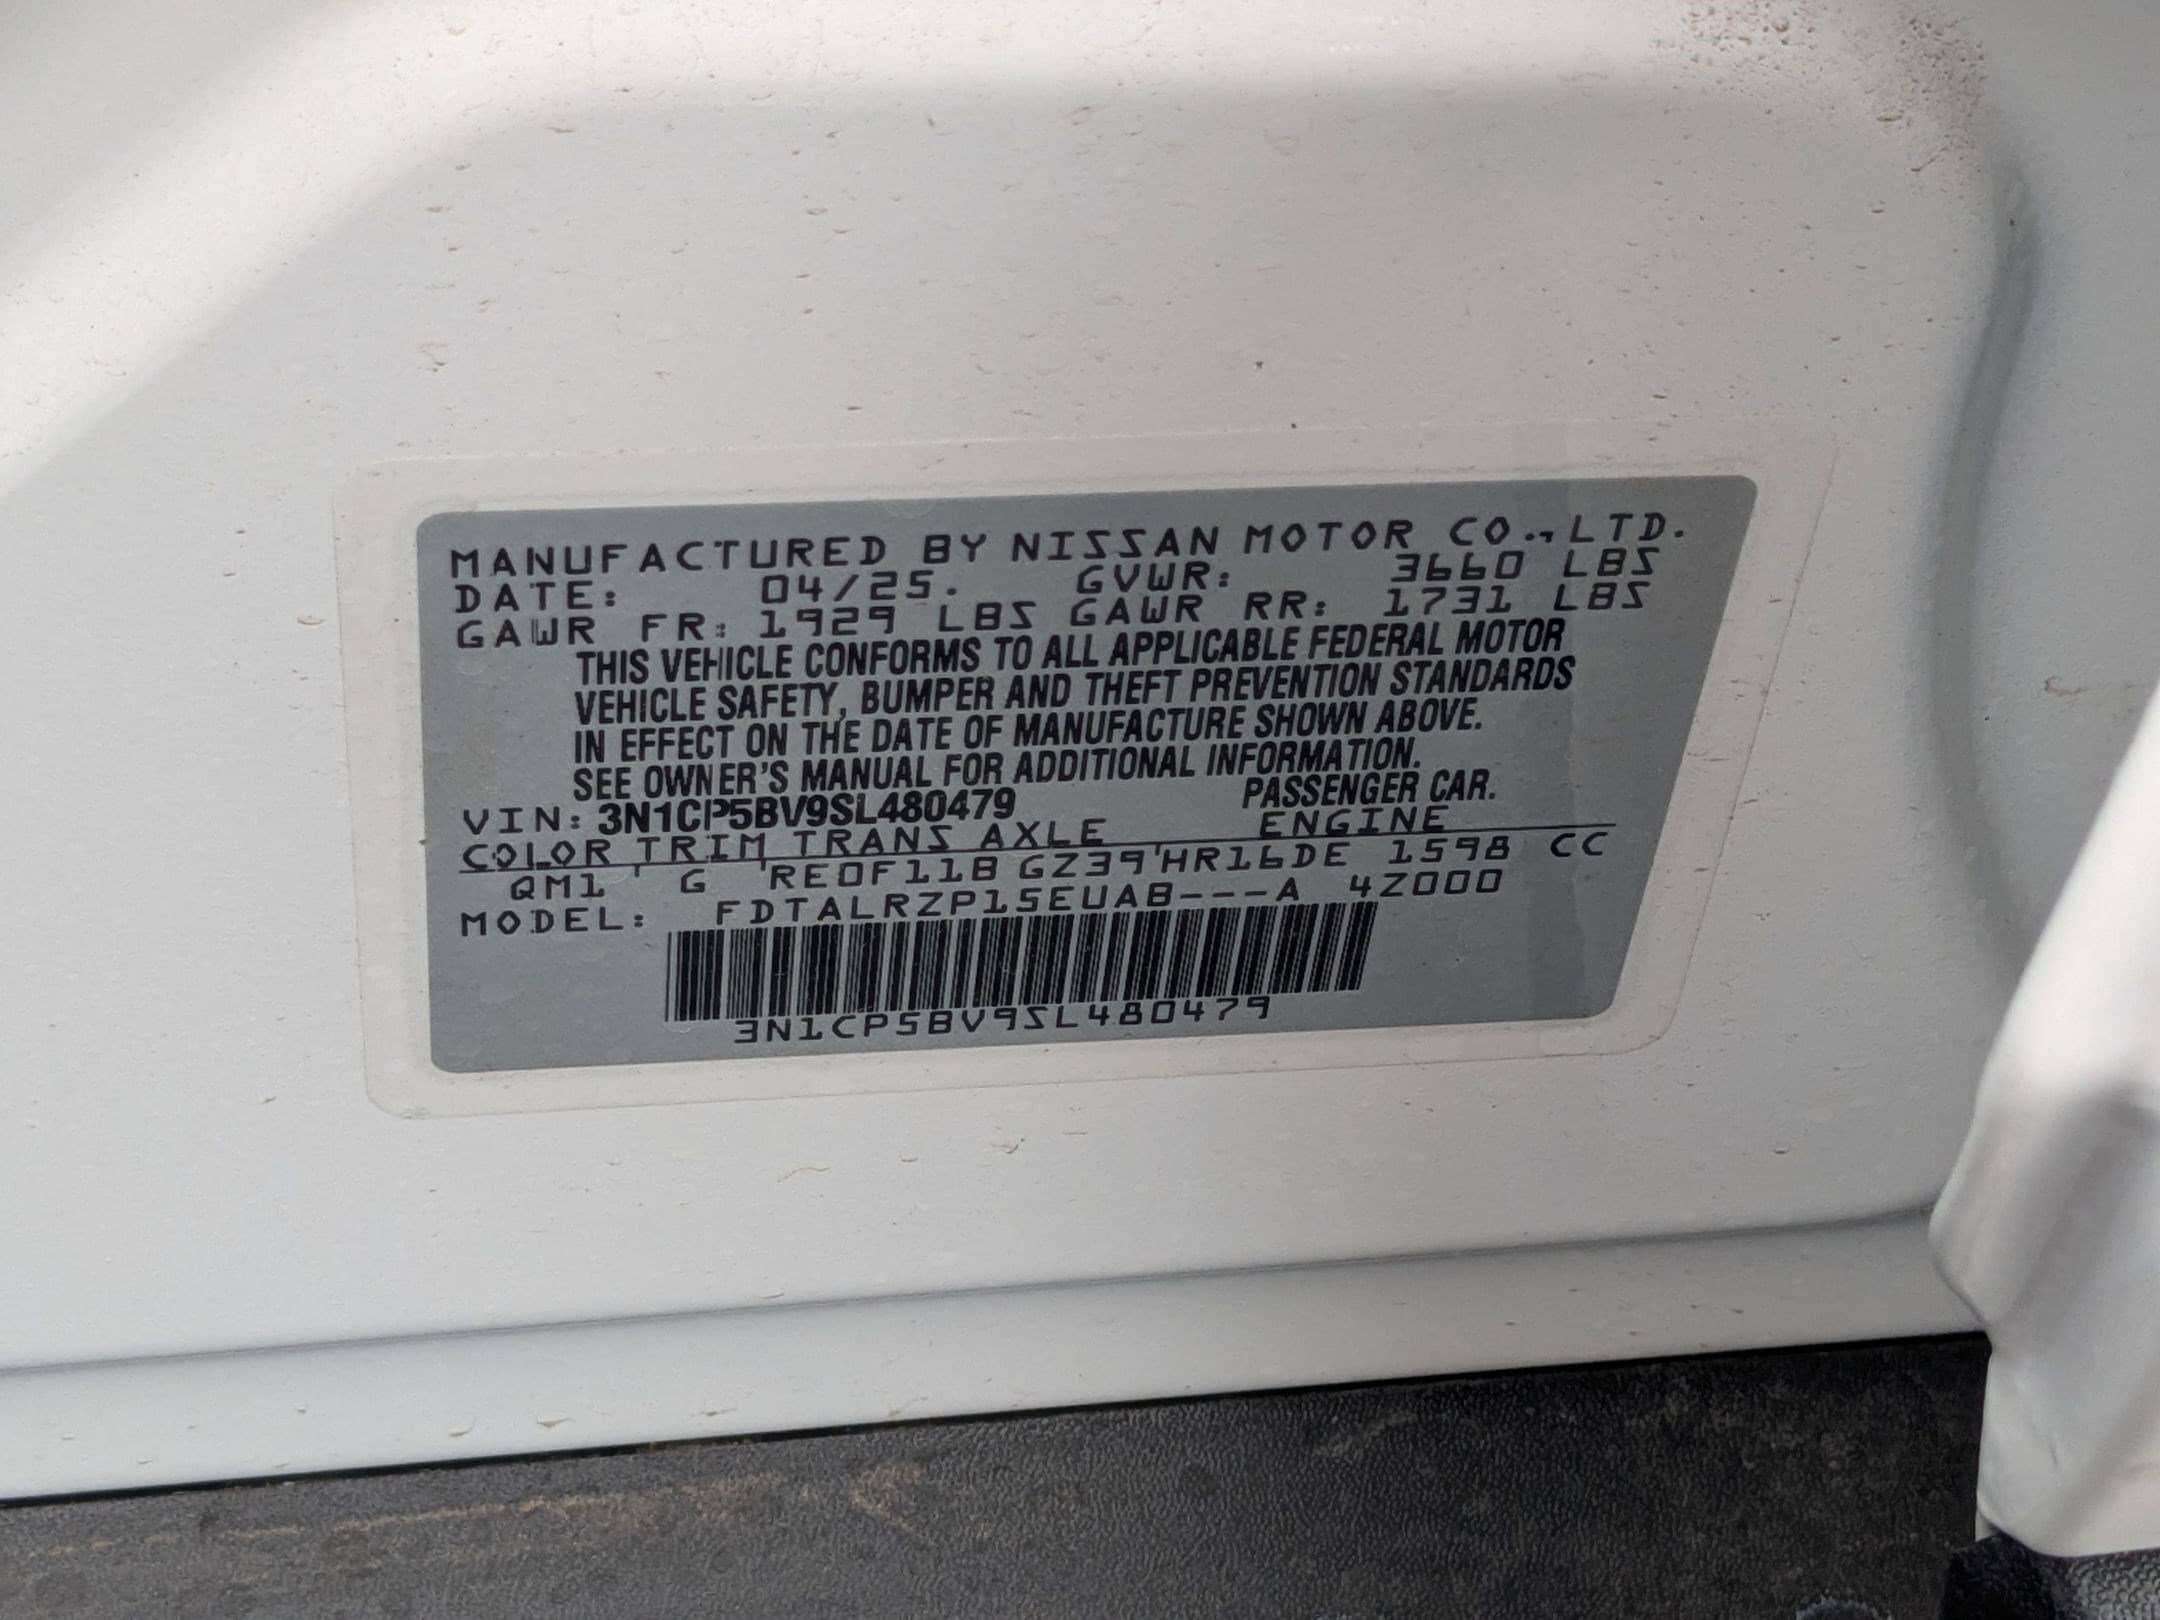 MANUFACTURED BY NISSAN MOTOR CO.,LTD.
DATE: 04/25. GVWR: 3660 LBS
GAWR FR: 1929 LBS GAWR RR: 1731 LBS
THIS VEHICLE CONFORMS TO ALL APPLICABLE FEDERAL MOTOR
VEHICLE SAFETY, BUMPER AND THEFT PREVENTION STANDARDS
IN EFFECT ON THE DATE OF MANUFACTURE SHOWN ABOVE.
SEE OWNER'S MANUAL FOR ADDITIONAL INFORMATION.
VIN: 3N1CP5BV9SL480479 PASSENGER CAR.
COLOR TRIM TRANS AXLE ENGINE
QM1 G RE0F11B GZ39 HR16DE 1598 CC
MODEL: FDTALRZP15EUAB---A 4Z000
3N1CP5BV9SL480479